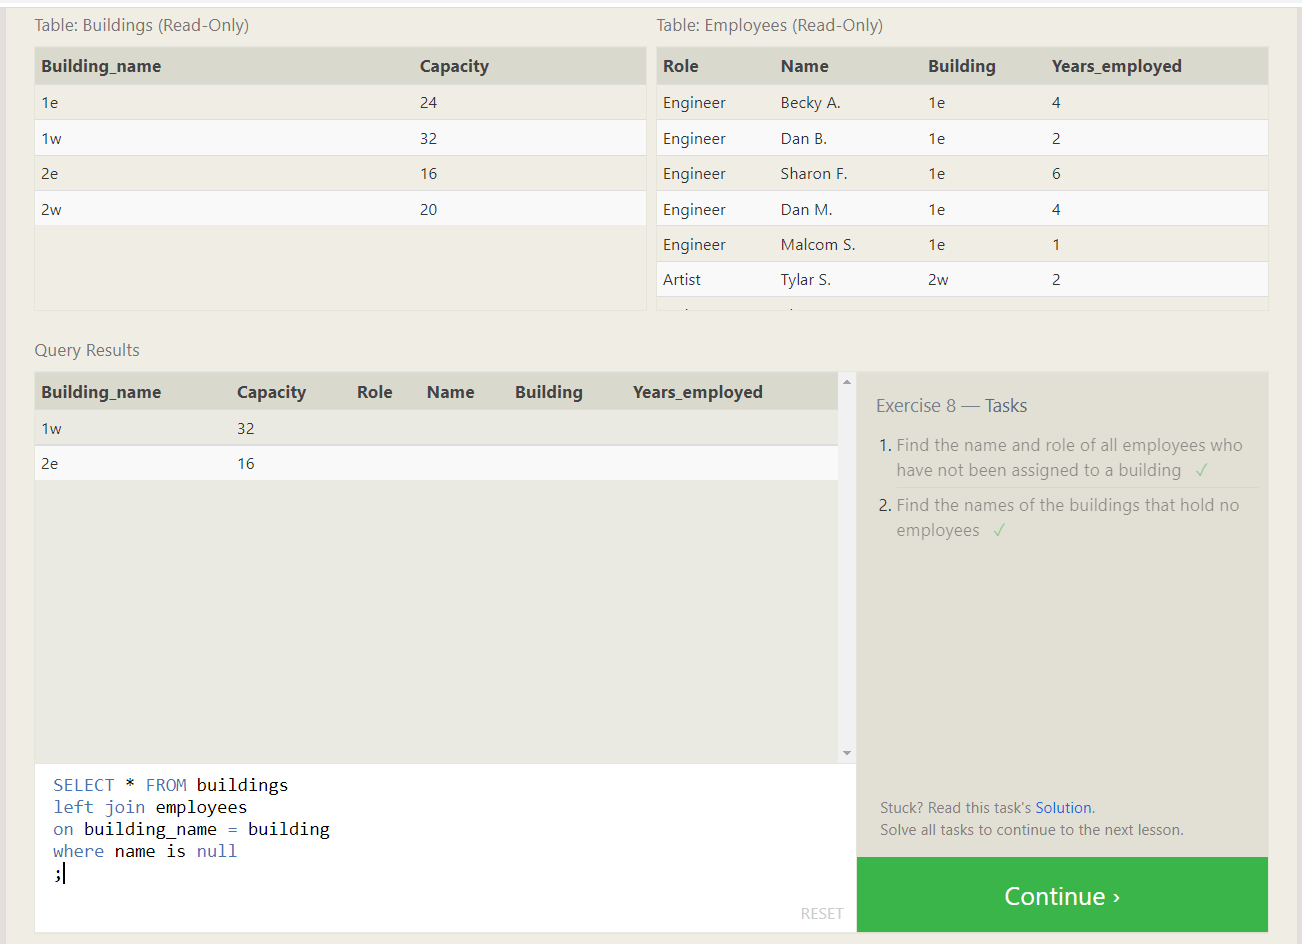 Table: Buildings (Read-Only)
Building_name Capacity
1e 24
1w 32
2e 16
2w 20
Table: Employees (Read-Only)
Role Name Building Years_employed
Engineer Becky A. 1e 4
Engineer Dan B. 1e 2
Engineer Sharon F. 1e 6
Engineer Dan M. 1e 4
Engineer Malcom S. 1e 1
Artist Tylar S. 2w 2
Query Results
Building_name Capacity Role Name Building Years_employed
1w 32
2e 16
SELECT * FROM buildings
left join employees
on building_name = building
where name is null
;
RESET
Exercise 8 — Tasks
1. Find the name and role of all employees who
have not been assigned to a building ✓
2. Find the names of the buildings that hold no
employees ✓
Stuck? Read this task's Solution.
Solve all tasks to continue to the next lesson.
Continue ›